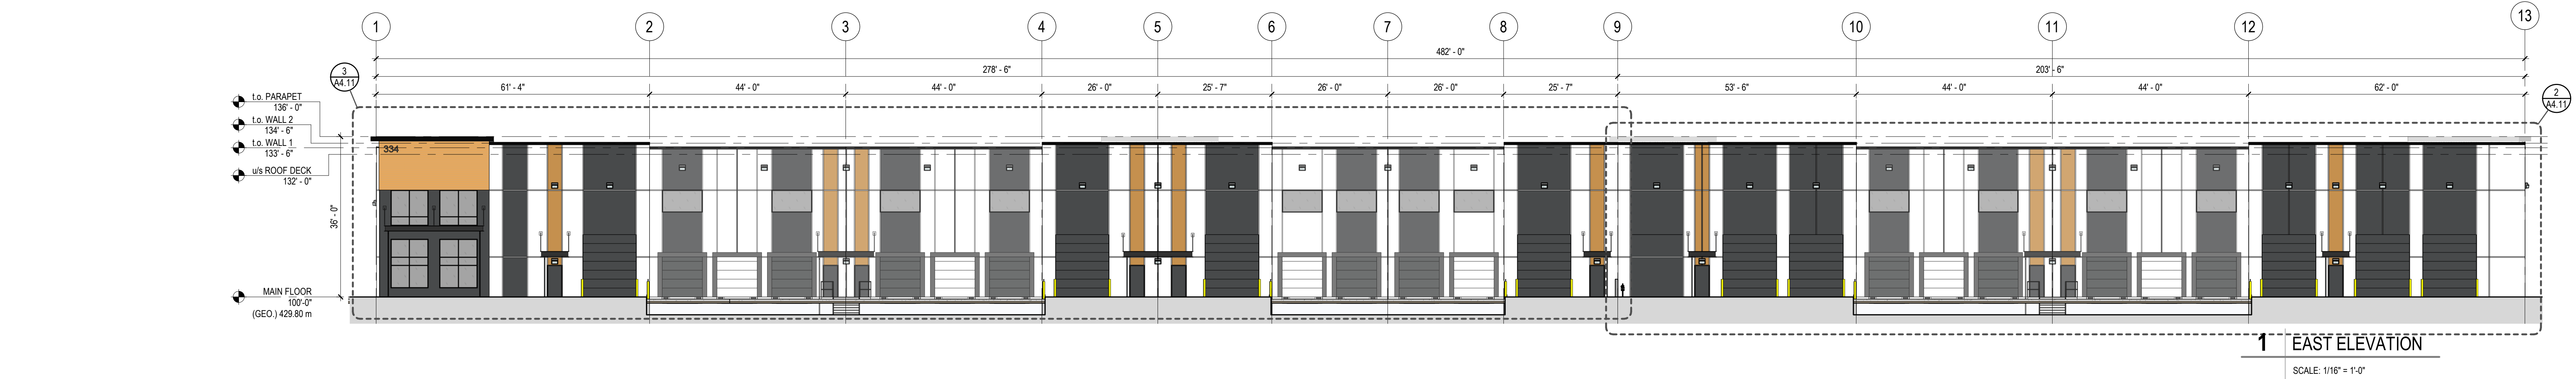 1 2 3 4 5 6 7 8 9 10 11 12 13
482' - 0"
278' - 6" 203' - 6"
61' - 4" 44' - 0" 44' - 0" 26' - 0" 25' - 7" 26' - 0" 26' - 0" 25' - 7" 53' - 6" 44' - 0" 44' - 0" 62' - 0"
3
A4.11
2
A4.11
t.o. PARAPET
136' - 0"
t.o. WALL 2
134' - 6"
t.o. WALL 1
133' - 6"
u/s ROOF DECK
132' - 0"
334
36' - 0"
MAIN FLOOR
100'-0"
(GEO.) 429.80 m
1 EAST ELEVATION
SCALE: 1/16" = 1'-0"